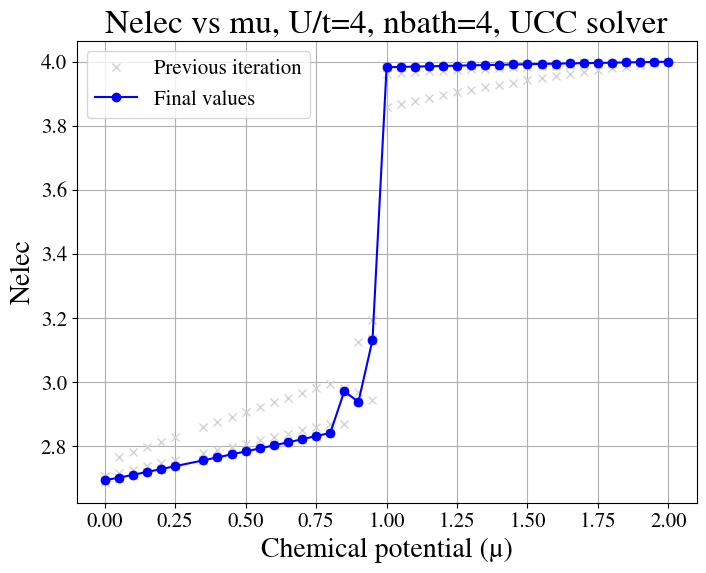 Nelec vs mu, U/t=4, nbath=4, UCC solver
Previous iteration
Final values
4.0
3.8
3.6
3.4
3.2
3.0
2.8
Nelec
0.00 0.25 0.50 0.75 1.00 1.25 1.50 1.75 2.00
Chemical potential (µ)